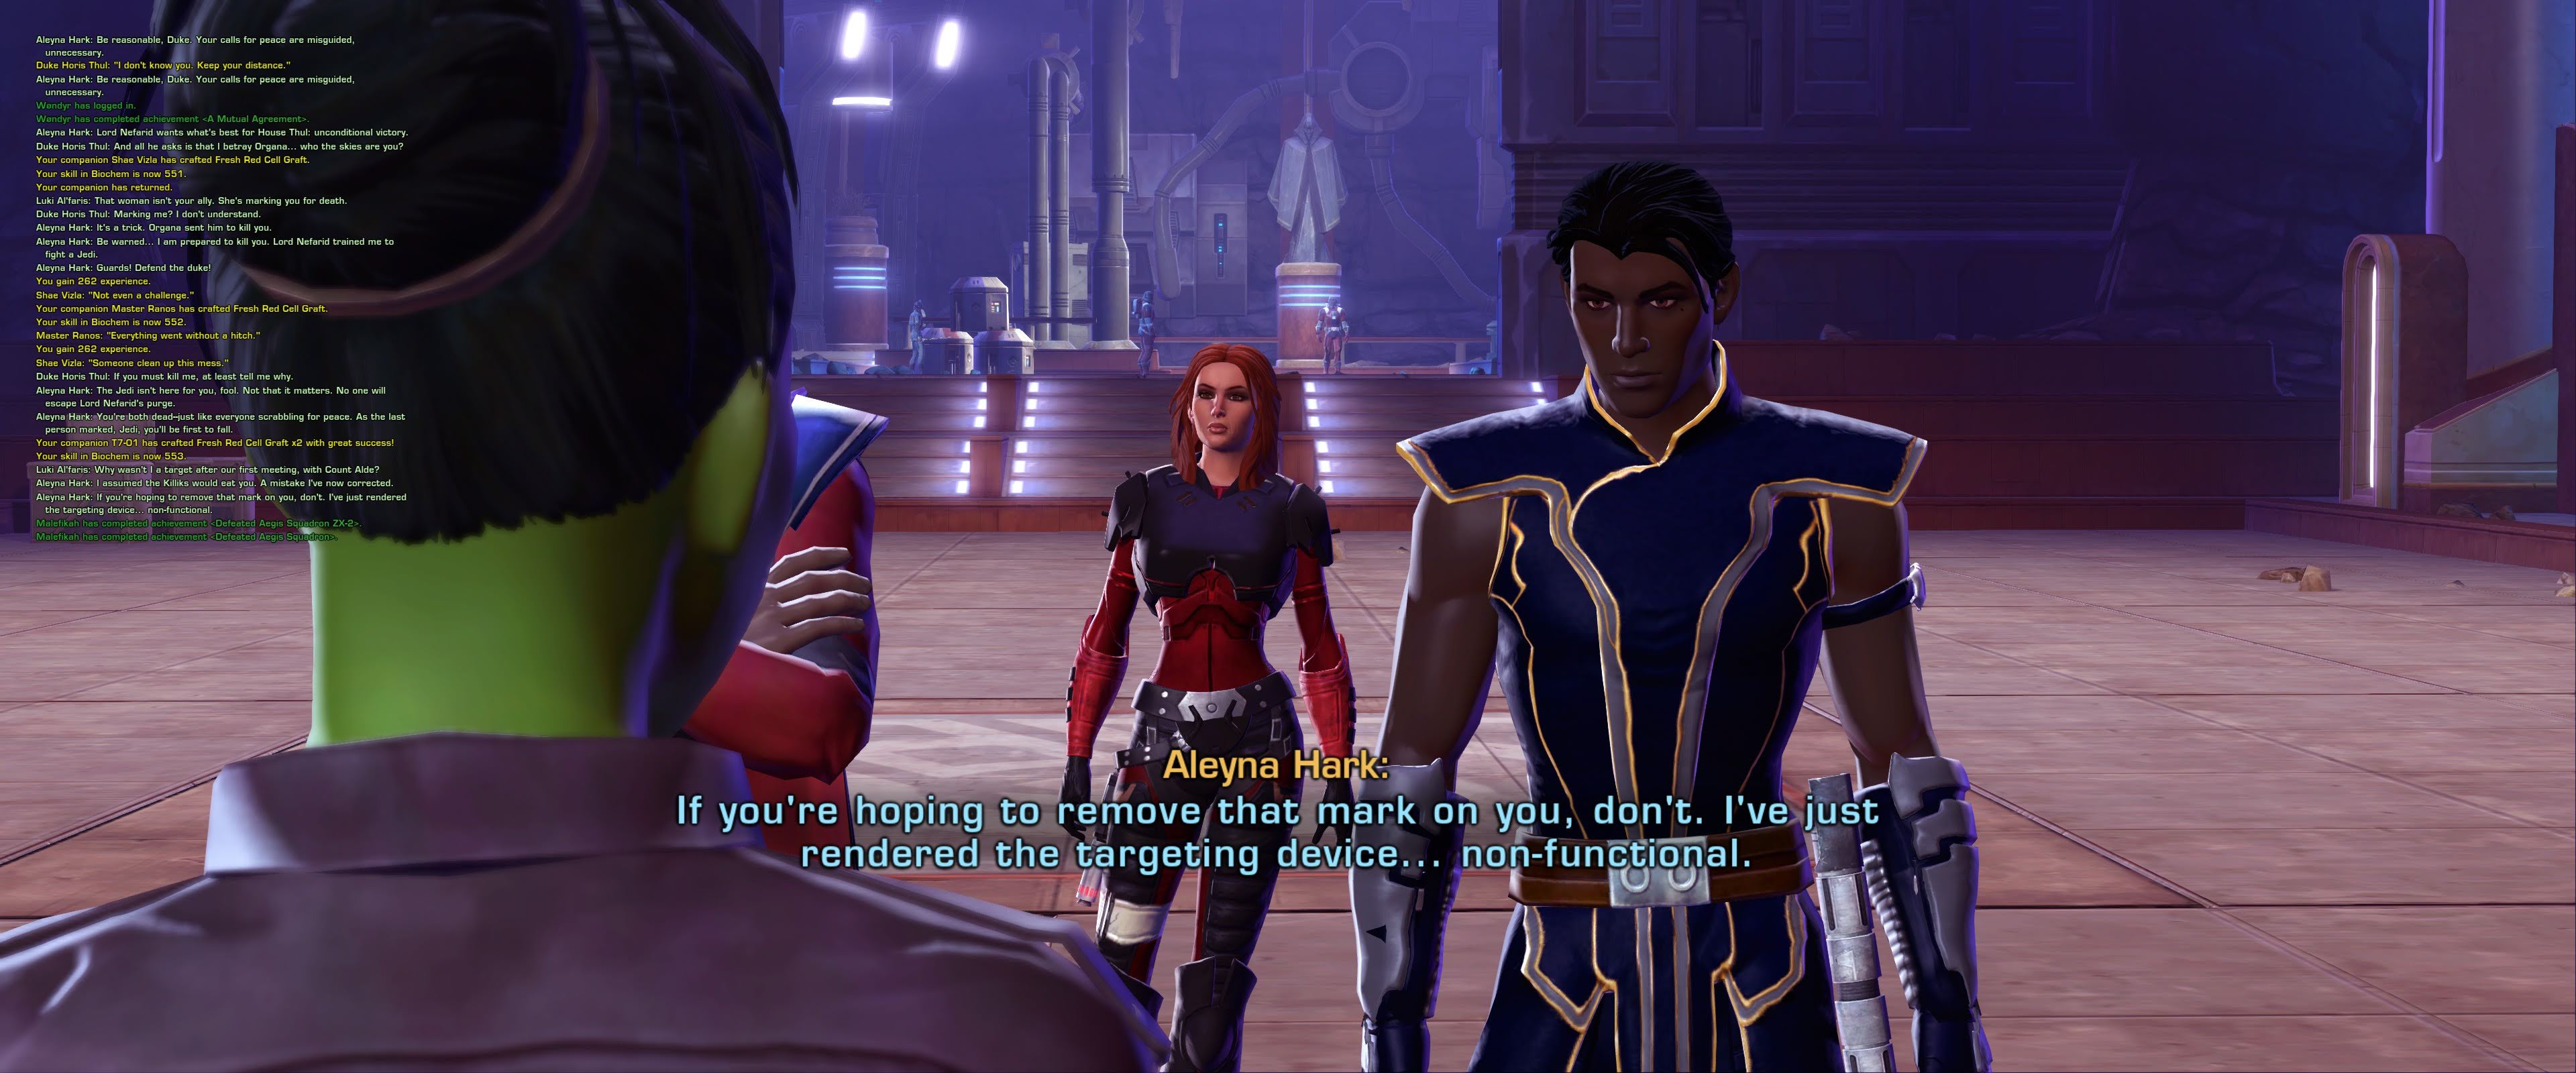 Aleyna Hark: Be reasonable, Duke. Your calls for peace are misguided,
unnecessary.
Duke Horis Thul: "I don't know you. Keep your distance."
Aleyna Hark: Be reasonable, Duke. Your calls for peace are misguided,
unnecessary.
Wøndyr has logged in.
Wøndyr has completed achievement <A Mutual Agreement>.
Aleyna Hark: Lord Nefarid wants what's best for House Thul: unconditional victory.
Duke Horis Thul: And all he asks is that I betray Organa... who the skies are you?
Your companion Shae Vizla has crafted Fresh Red Cell Graft.
Your skill in Biochem is now 551.
Your companion has returned.
Luki Al'faris: That woman isn't your ally. She's marking you for death.
Duke Horis Thul: Marking me? I don't understand.
Aleyna Hark: It's a trick. Organa sent him to kill you.
Aleyna Hark: Be warned... I am prepared to kill you. Lord Nefarid trained me to
fight a Jedi.
Aleyna Hark: Guards! Defend the duke!
You gain 262 experience.
Shae Vizla: "Not even a challenge."
Your companion Master Ranos has crafted Fresh Red Cell Graft.
Your skill in Biochem is now 552.
Master Ranos: "Everything went without a hitch."
You gain 262 experience.
Shae Vizla: "Someone clean up this mess."
Duke Horis Thul: If you must kill me, at least tell me why.
Aleyna Hark: The Jedi isn't here for you, fool. Not that it matters. No one will
escape Lord Nefarid's purge.
Aleyna Hark: You're both dead—just like everyone scrabbling for peace. As the last
person marked, Jedi, you'll be first to fall.
Your companion T7-O1 has crafted Fresh Red Cell Graft x2 with great success!
Your skill in Biochem is now 553.
Luki Al'faris: Why wasn't I a target after our first meeting, with Count Alde?
Aleyna Hark: I assumed the Killiks would eat you. A mistake I've now corrected.
Aleyna Hark: If you're hoping to remove that mark on you, don't. I've just rendered
the targeting device... non-functional.
Malefikah has completed achievement <Defeated Aegis Squadron ZX-2>.
Malefikah has completed achievement <Defeated Aegis Squadron>.
Aleyna Hark:
If you're hoping to remove that mark on you, don't. I've just
rendered the targeting device... non-functional.